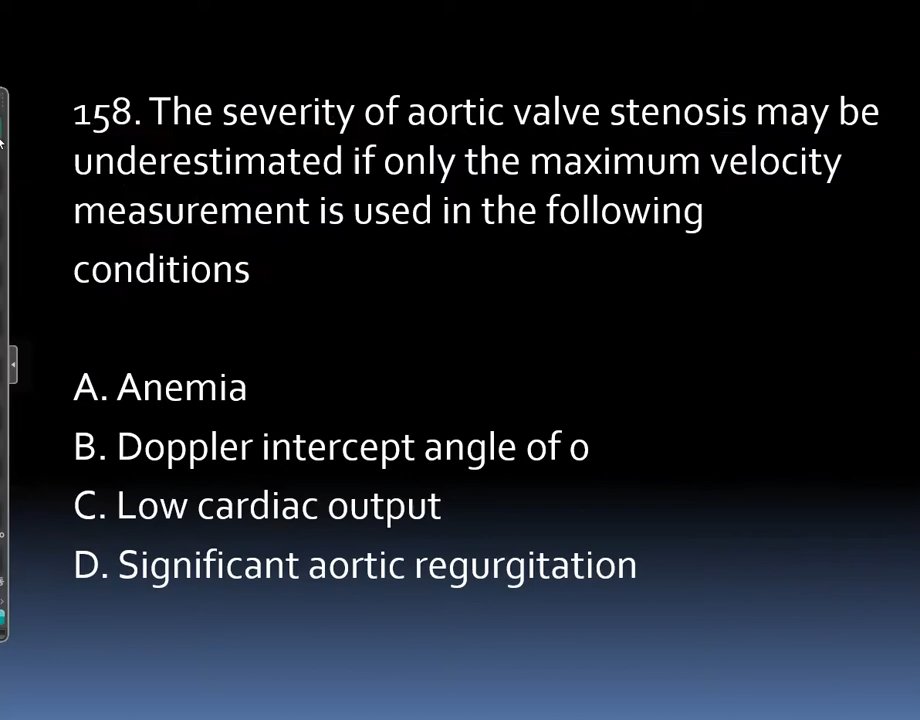 158. The severity of aortic valve stenosis may be
underestimated if only the maximum velocity
measurement is used in the following
conditions
A. Anemia
B. Doppler intercept angle of 0
C. Low cardiac output
D. Significant aortic regurgitation